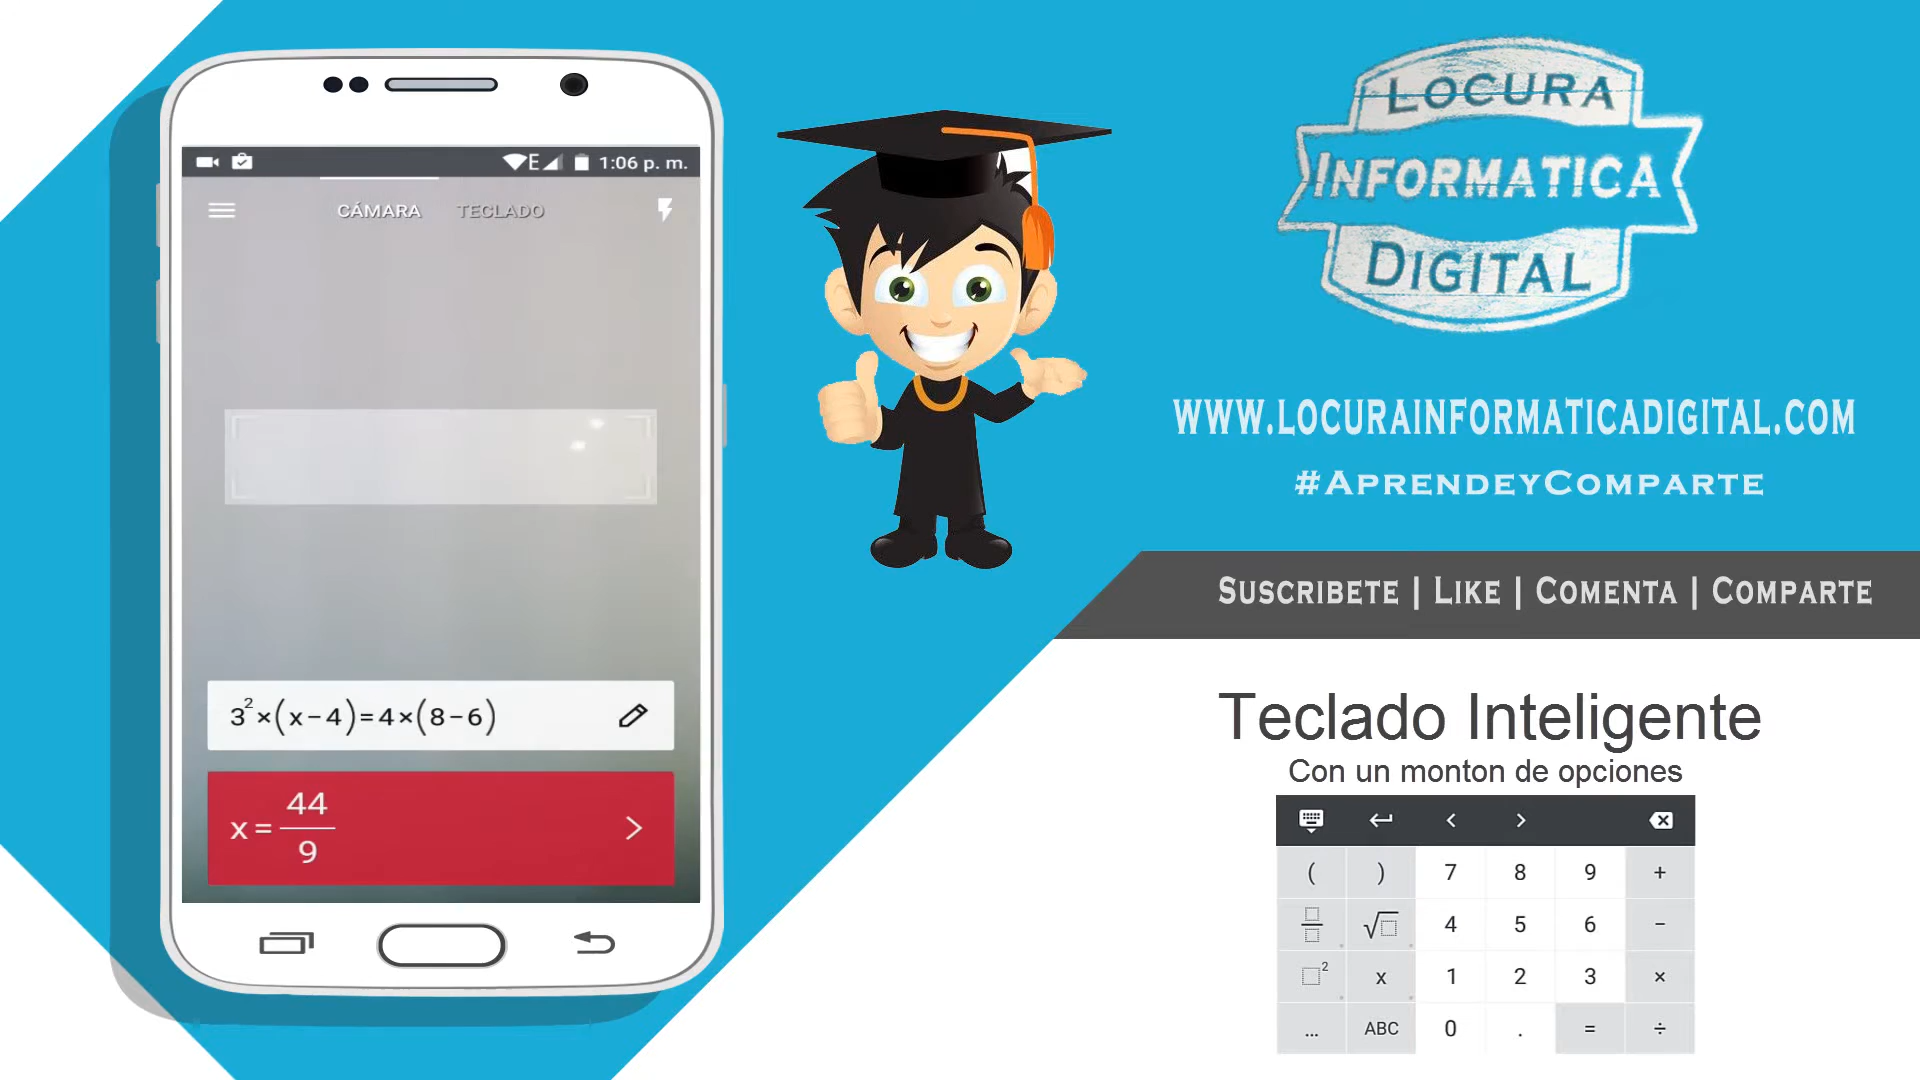 E 1:06 p. m.
CÁMARA TECLADO
3²×(x-4)=4×(8-6)
x=44/9
LOCURA
INFORMATICA
DIGITAL
WWW.LOCURAINFORMATICADIGITAL.COM
#APRENDEYCOMPARTE
SUSCRIBETE | LIKE | COMENTA | COMPARTE
Teclado Inteligente
Con un monton de opciones
( ) 7 8 9 +
√ 4 5 6 −
□² x 1 2 3 ×
... ABC 0 . = ÷